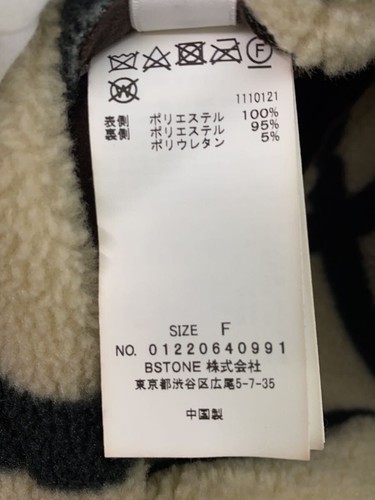 F
W
1110121
表側 ポリエステル 100%
裏側 ポリエステル 95%
ポリウレタン 5%
SIZE F
NO. 01220640991
BSTONE 株式会社
東京都渋谷区広尾5-7-35
中国製